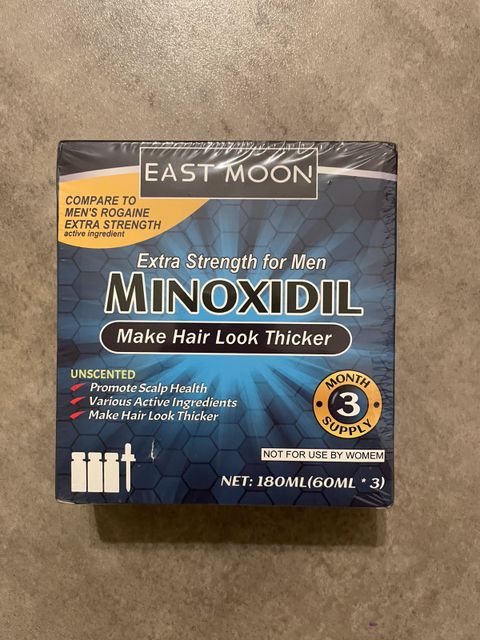 EAST MOON
COMPARE TO
MEN'S ROGAINE
EXTRA STRENGTH
active ingredient
Extra Strength for Men
MINOXIDIL
Make Hair Look Thicker
UNSCENTED
Promote Scalp Health
Various Active Ingredients
Make Hair Look Thicker
MONTH
3
SUPPLY
NOT FOR USE BY WOMEM
NET: 180ML(60ML * 3)